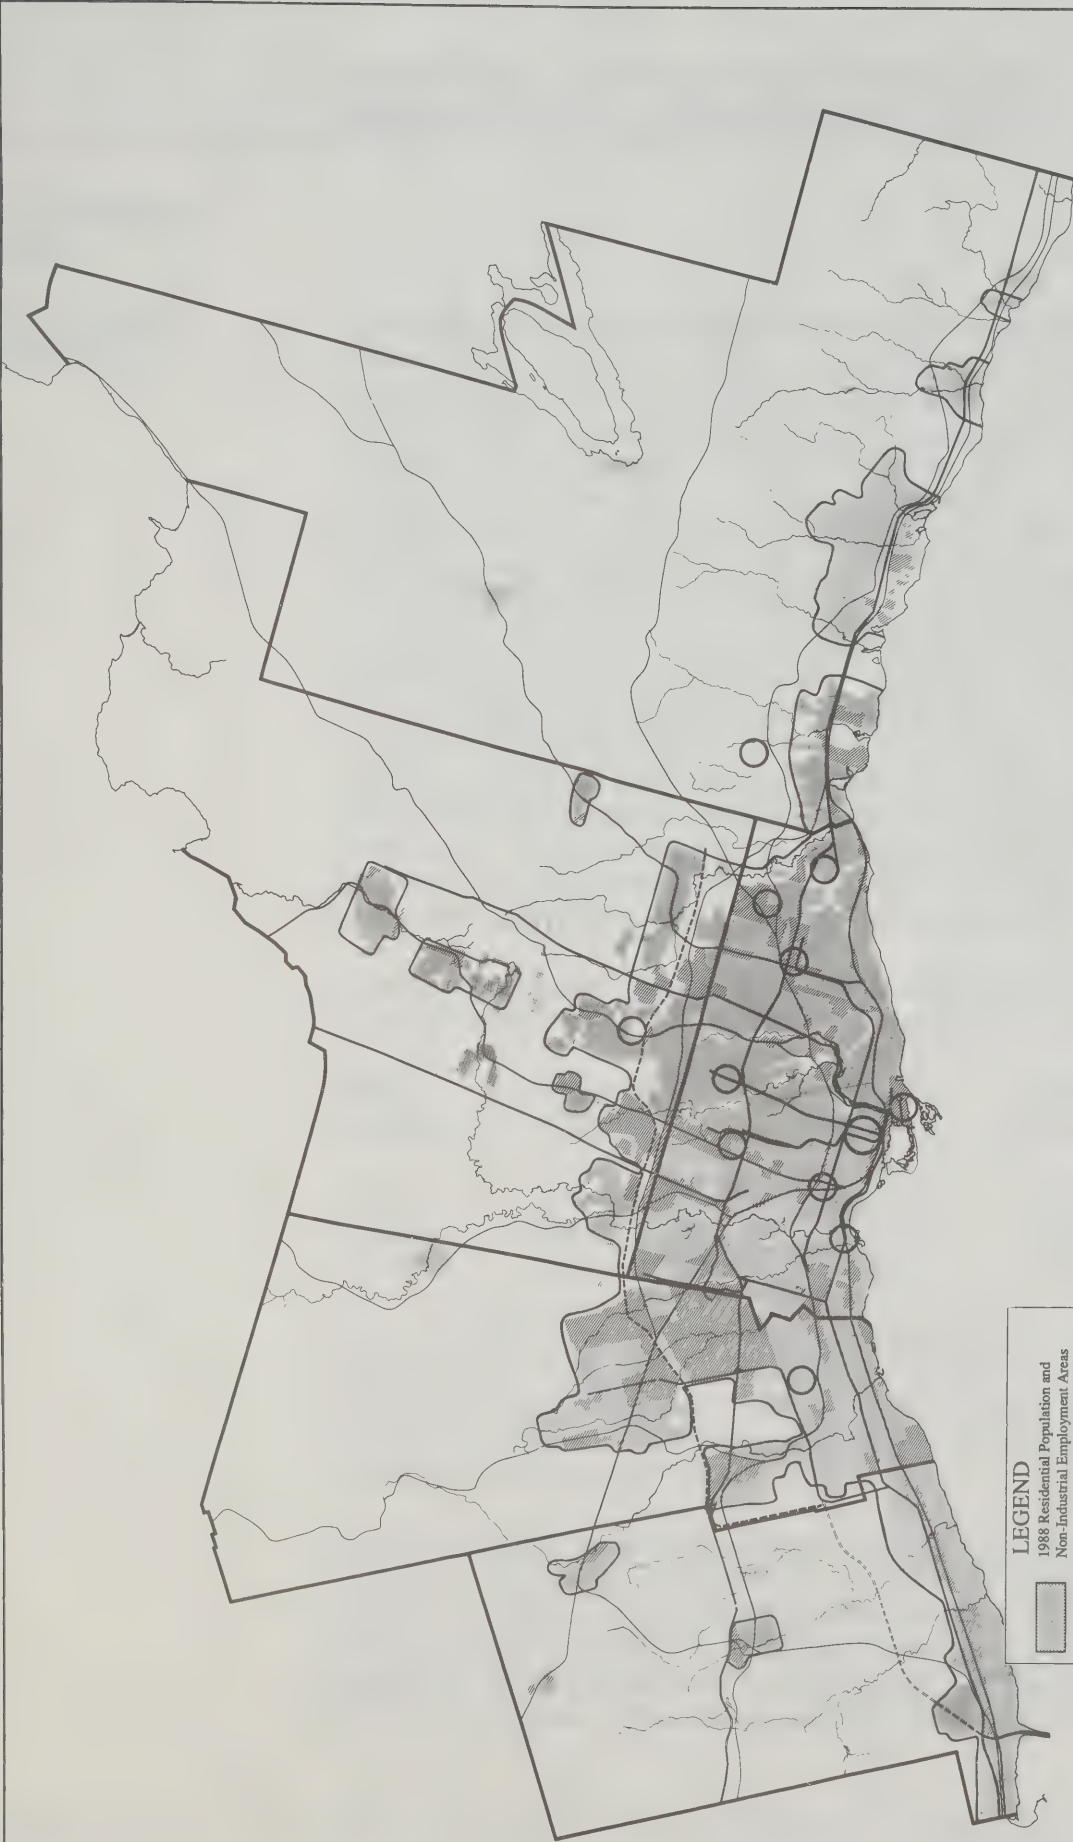 LEGEND
1988 Residential Population and
Non-Industrial Employment Areas